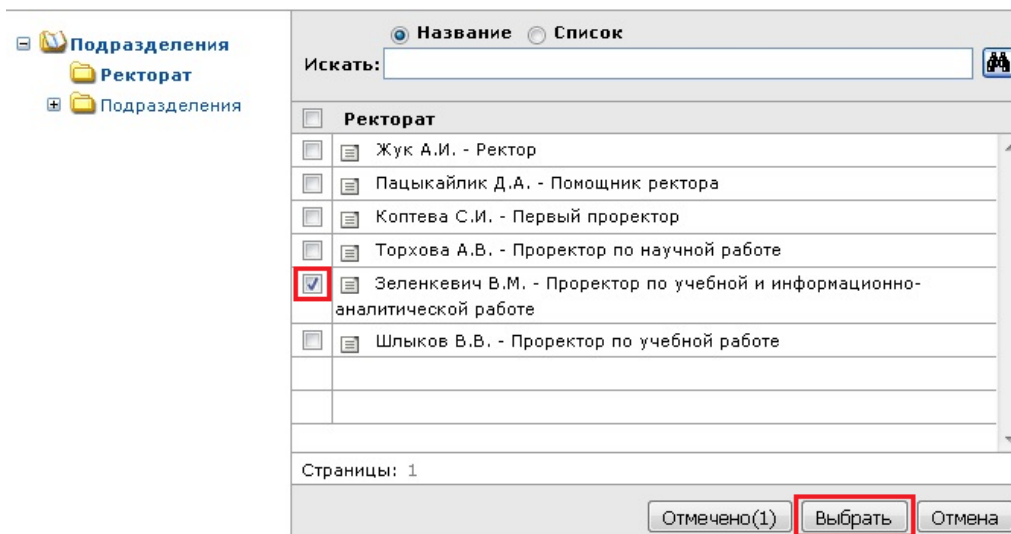 Подразделения
Ректорат
Подразделения
Название Список
Искать:
Ректорат
Жук А.И. - Ректор
Пацыкайлик Д.А. - Помощник ректора
Коптева С.И. - Первый проректор
Торхова А.В. - Проректор по научной работе
Зеленкевич В.М. - Проректор по учебной и информационно-
аналитической работе
Шлыков В.В. - Проректор по учебной работе
Страницы: 1
Отмечено(1) Выбрать Отмена